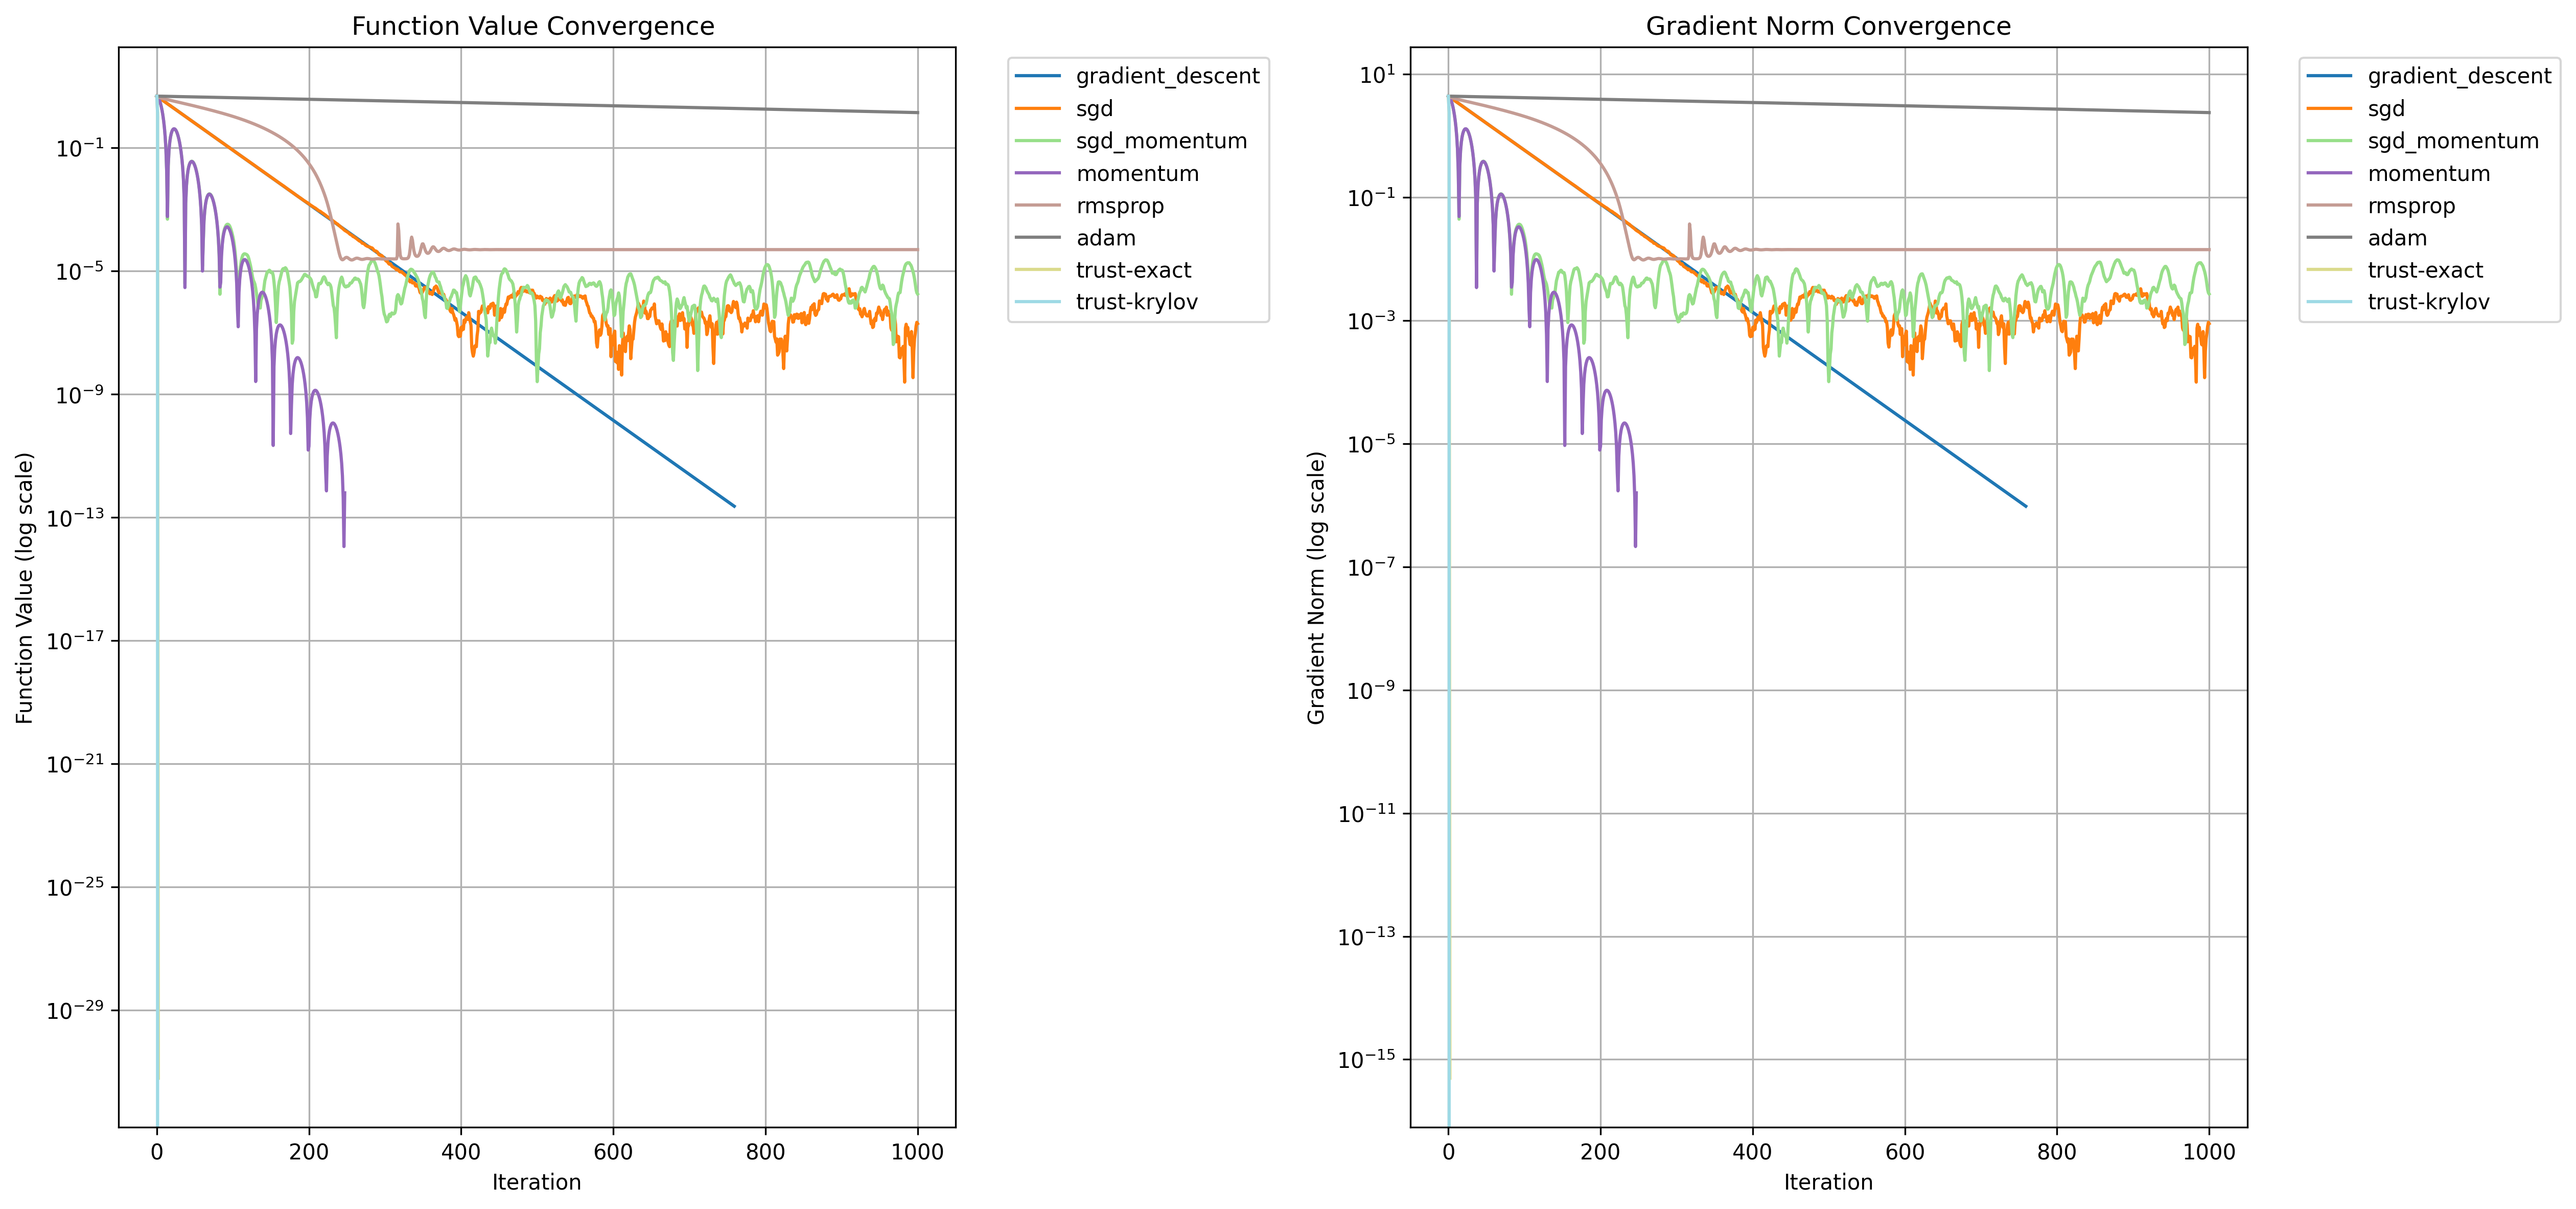 Function Value Convergence
Function Value (log scale)
10⁻¹
10⁻⁵
10⁻⁹
10⁻¹³
10⁻¹⁷
10⁻²¹
10⁻²⁵
10⁻²⁹
0 200 400 600 800 1000
Iteration
gradient_descent
sgd
sgd_momentum
momentum
rmsprop
adam
trust-exact
trust-krylov
Gradient Norm Convergence
Gradient Norm (log scale)
10¹
10⁻¹
10⁻³
10⁻⁵
10⁻⁷
10⁻⁹
10⁻¹¹
10⁻¹³
10⁻¹⁵
0 200 400 600 800 1000
Iteration
gradient_descent
sgd
sgd_momentum
momentum
rmsprop
adam
trust-exact
trust-krylov